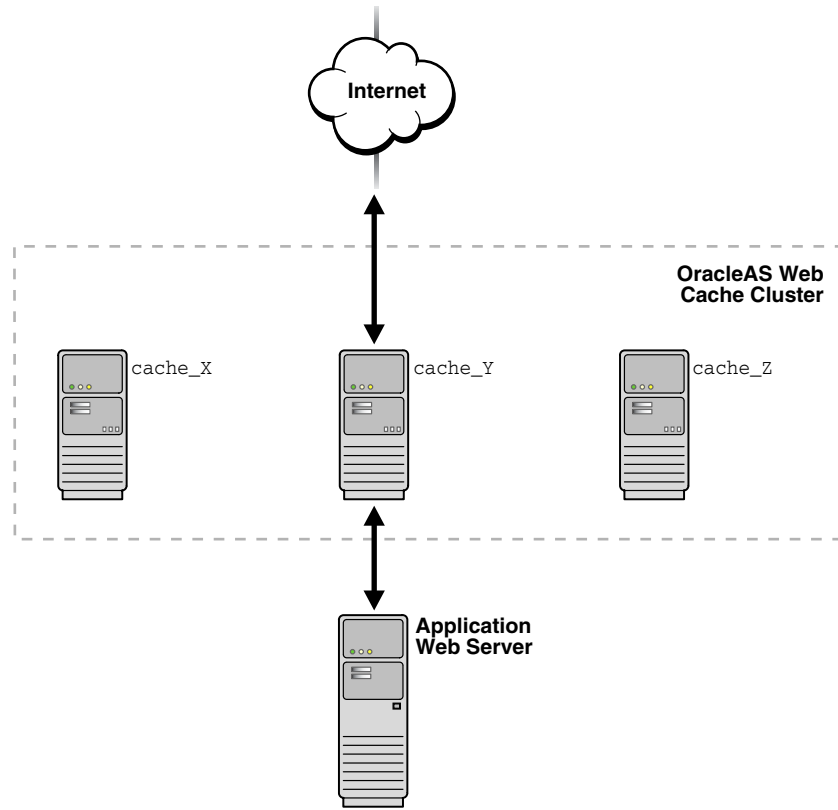 Internet
OracleAS Web
Cache Cluster
cache_X
cache_Y
cache_Z
Application
Web Server